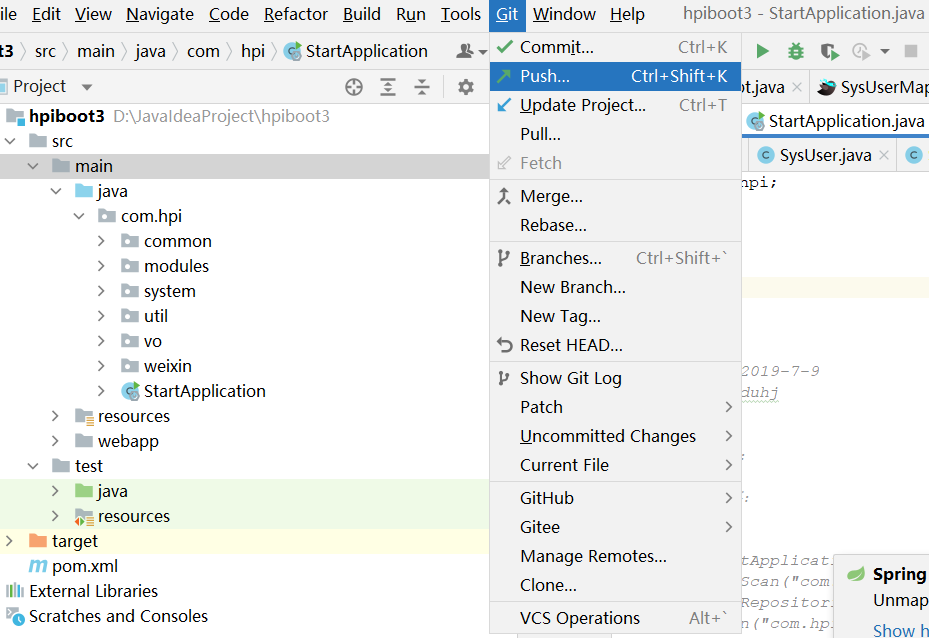 ile Edit View Navigate Code Refactor Build Run Tools Git Window Help hpiboot3 - StartApplication.java
t3 src main java com hpi StartApplication
Project
hpiboot3 D:\JavaIdeaProject\hpiboot3
src
main
java
com.hpi
common
modules
system
util
vo
weixin
StartApplication
resources
webapp
test
java
resources
target
pom.xml
External Libraries
Scratches and Consoles
Commit... Ctrl+K
Push... Ctrl+Shift+K
Update Project... Ctrl+T
Pull...
Fetch
Merge...
Rebase...
Branches... Ctrl+Shift+`
New Branch...
New Tag...
Reset HEAD...
Show Git Log
Patch
Uncommitted Changes
Current File
GitHub
Gitee
Manage Remotes...
Clone...
VCS Operations Alt+`
ot.java SysUserMap
StartApplication.java
SysUser.java
hpi;
2019-7-9
duhj
:
:
tApplicati
Scan("com
Repositori
n("com.hp
Spring
Unmap
Show h